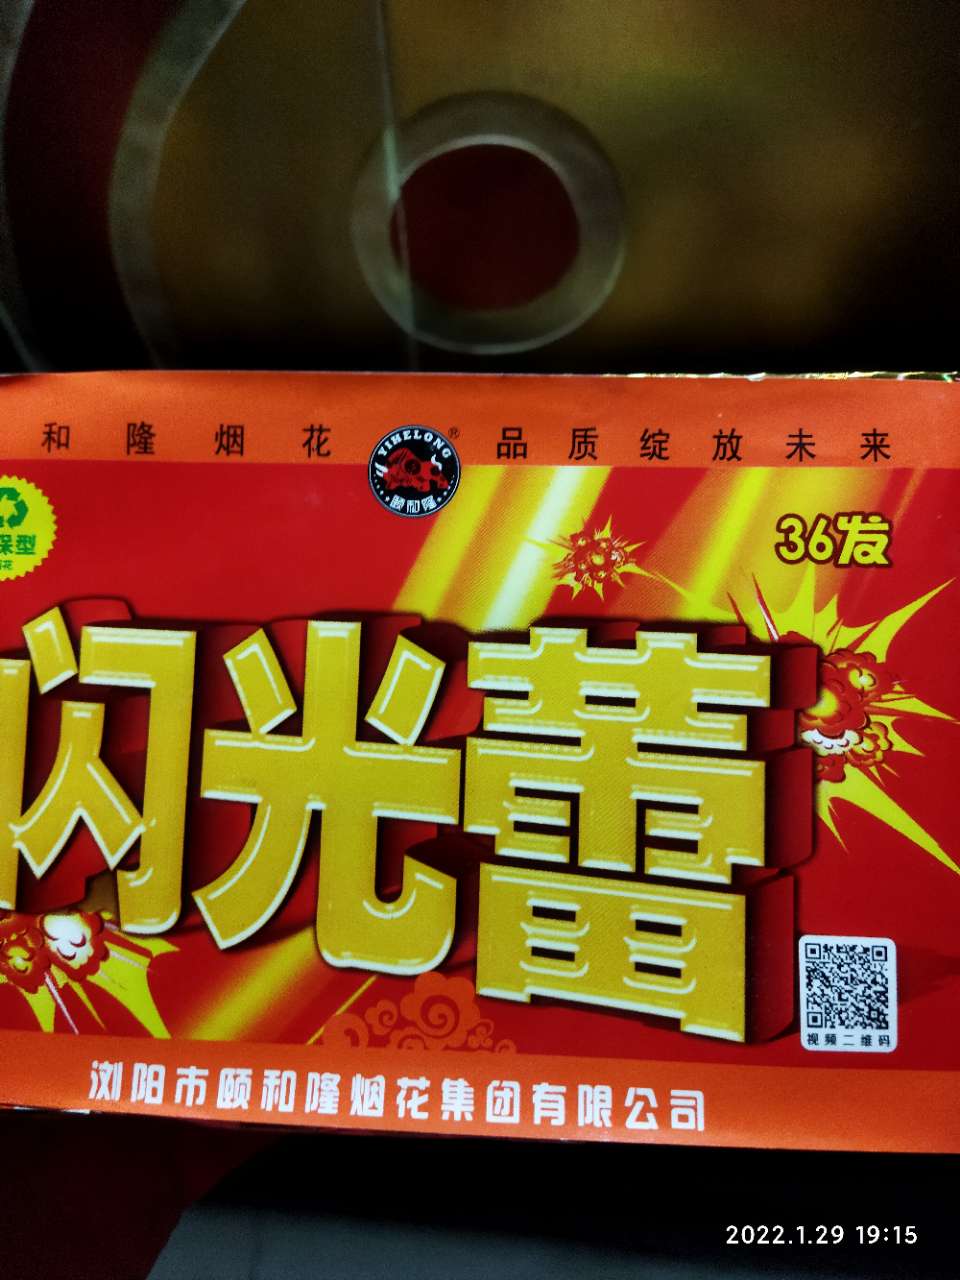 和隆烟花
YIHELONG
颐和隆
®
品质绽放未来
保型
36发
闪光蕾
视频二维码
浏阳市颐和隆烟花集团有限公司
2022.1.29 19:15